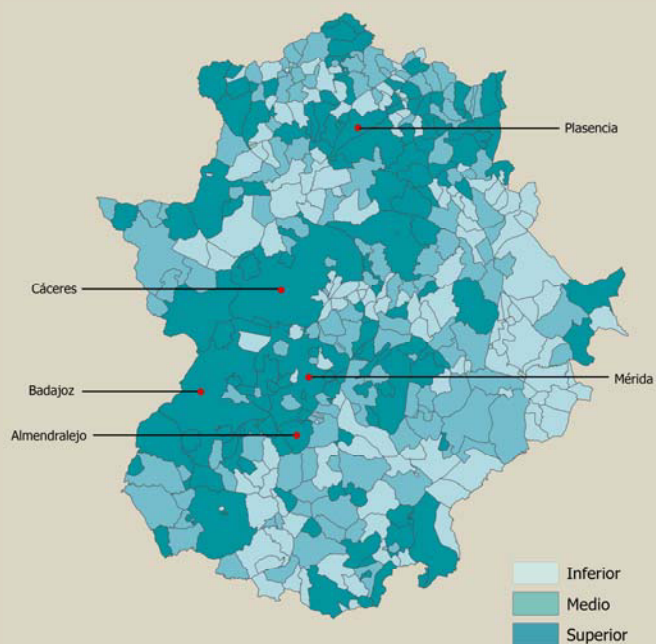 Plasencia
Cáceres
Badajoz
Mérida
Almendralejo
Inferior
Medio
Superior